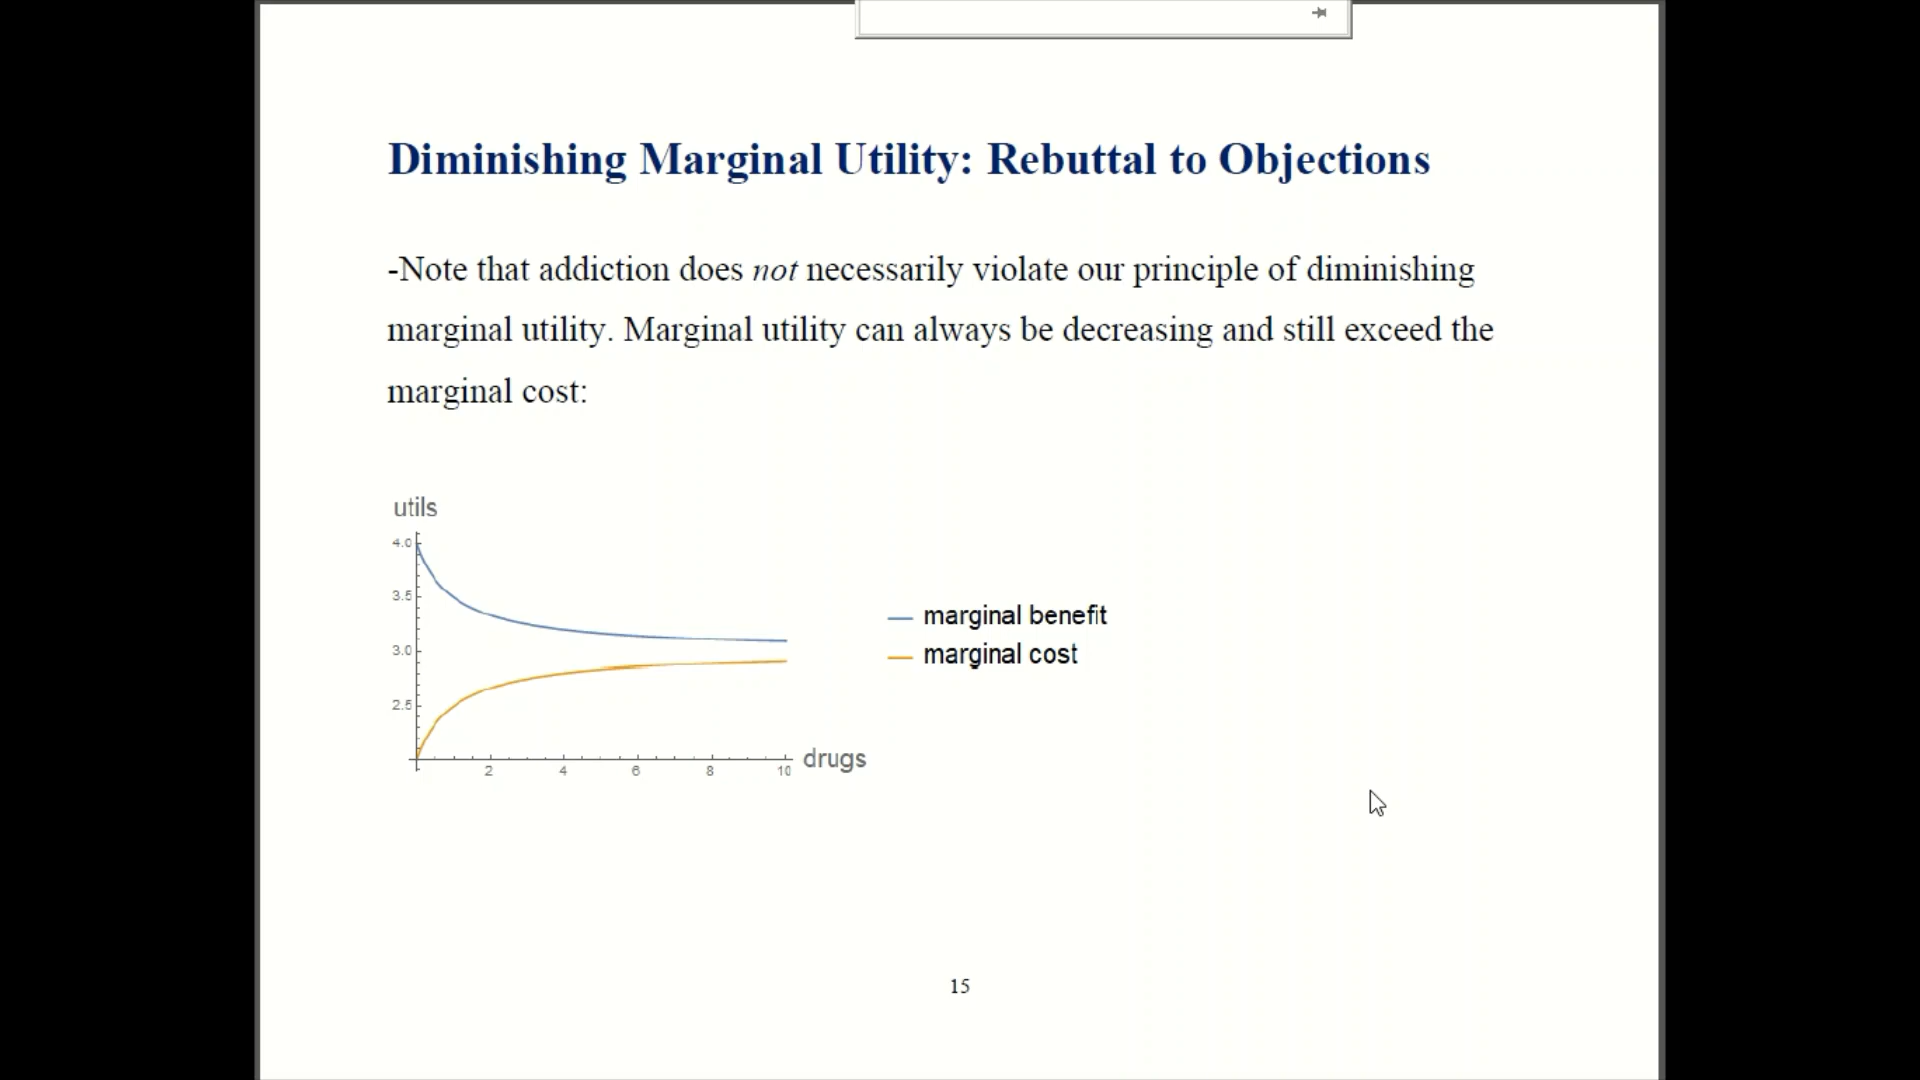 Diminishing Marginal Utility: Rebuttal to Objections
-Note that addiction does not necessarily violate our principle of diminishing
marginal utility. Marginal utility can always be decreasing and still exceed the
marginal cost:
utils
4.0
3.5
3.0
2.5
2 4 6 8 10
drugs
marginal benefit
marginal cost
15